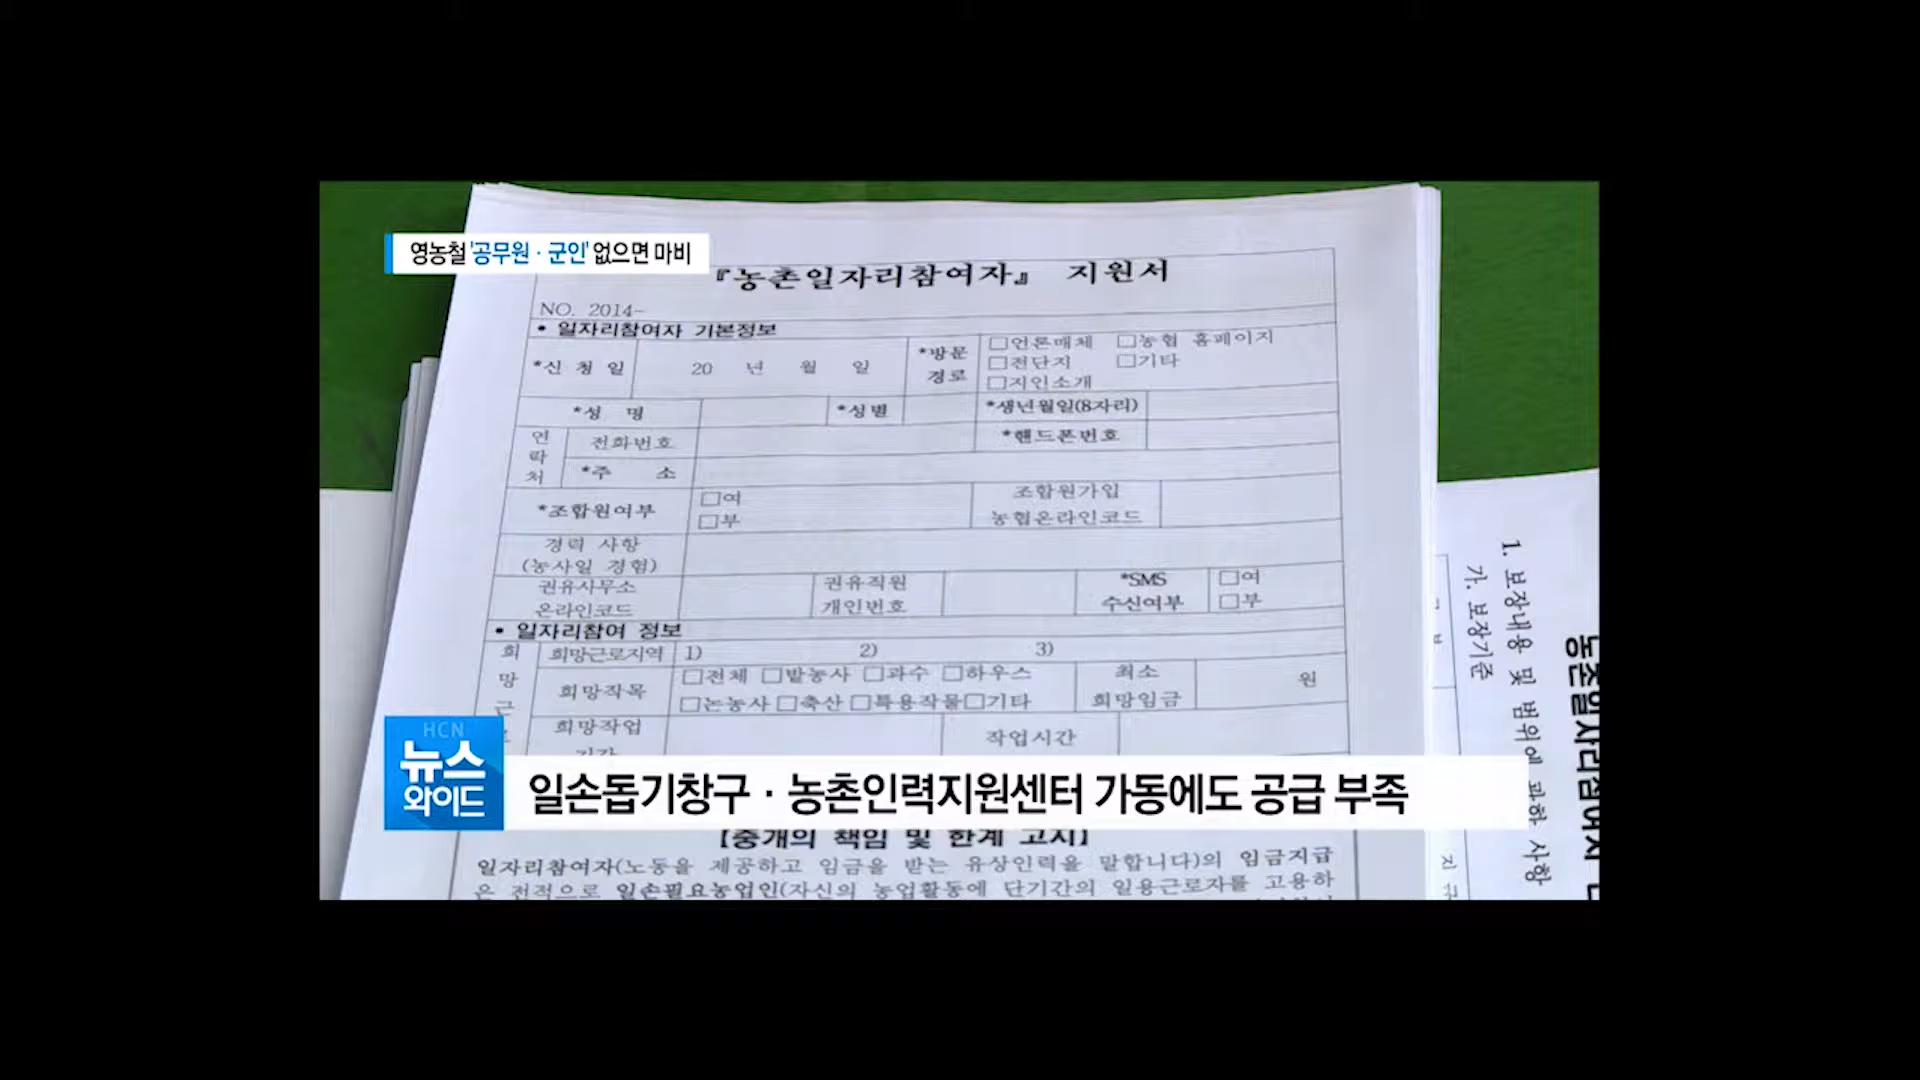 영농철 '공무원 · 군인' 없으면 마비
『농촌일자리참여자』 지원서
NO. 2014-
• 일자리참여자 기본정보
*신 청 일 20 년 월 일 *방문경로 □언론매체 □농협 홈페이지
□전단지 □기타
□지인소개
*성 명 *성별 *생년월일(8자리)
연락처 전화번호 *핸드폰번호
*주 소
*조합원여부 □여 조합원가입
□부 농협온라인코드
경력 사항
(농사일 경험)
권유사무소 권유직원 *SMS □여
온라인코드 개인번호 수신여부 □부
• 일자리참여 정보
희망근 희망근로지역 1) 2) 3)
희망작목 □전체 □밭농사 □과수 □하우스 최소 원
□논농사 □축산 □특용작물 □기타 희망임금
희망작업 작업시간
HCN
뉴스
와이드
일손돕기창구 · 농촌인력지원센터 가동에도 공급 부족
【중개의 책임 및 한계 고시】
일자리참여자(노동을 제공하고 임금을 받는 유상인력을 말합니다)의 임금지급
은 전적으로 일손필요농업인(자신의 농업활동에 단기간의 일용근로자를 고용하
1. 보장내용 및 범위에 관한 사항
가. 보장기준